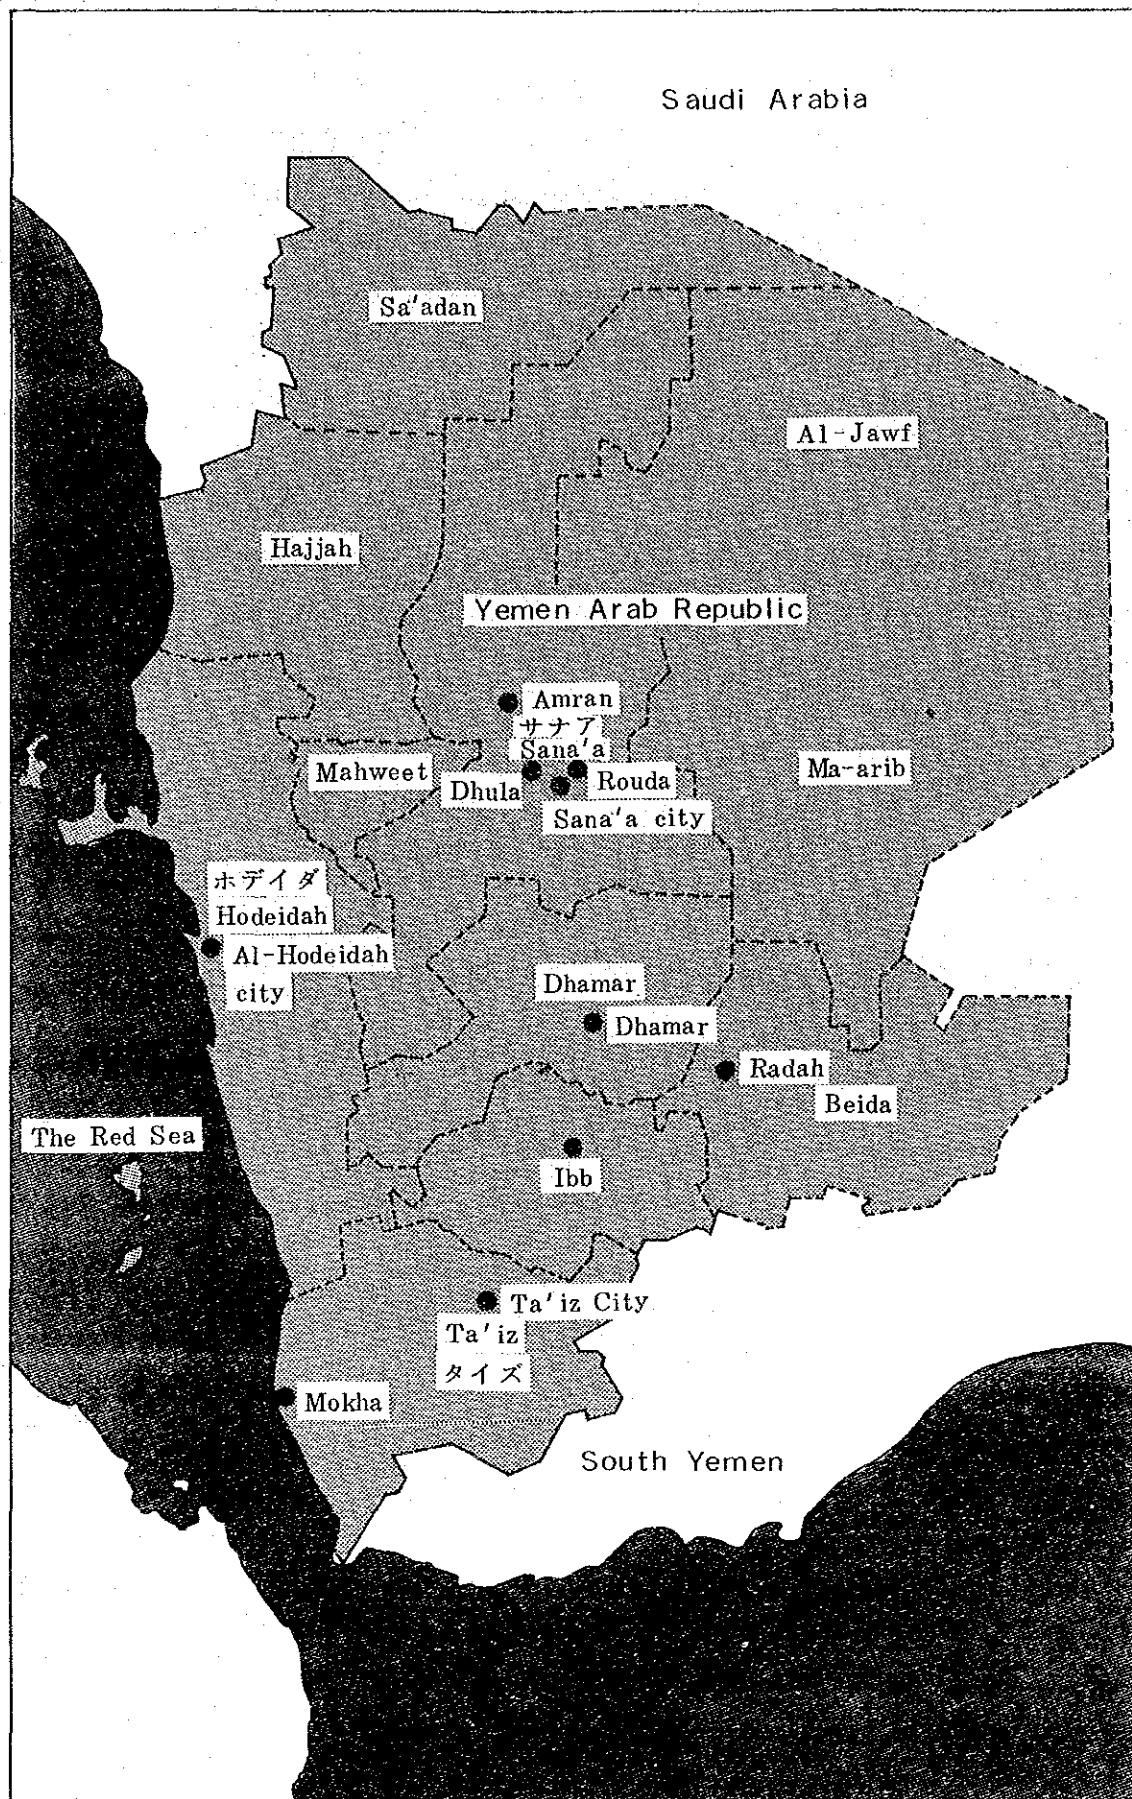 Saudi Arabia
Sa'adan
Al-Jawf
Hajjah
Yemen Arab Republic
Amran
サナア
Sana'a
Mahweet
Dhula
Rouda
Ma-arib
Sana'a city
ホデイダ
Hodeidah
Al-Hodeidah
city
Dhamar
Dhamar
Radah
Beida
The Red Sea
Ibb
Ta'iz City
Ta'iz
タイズ
Mokha
South Yemen